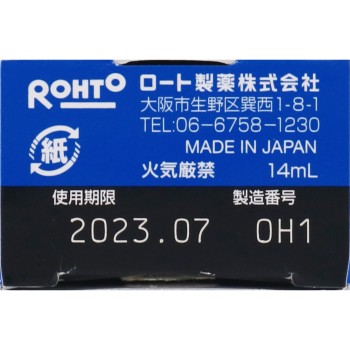 ROHTO ロート製薬株式会社
大阪市生野区巽西1-8-1
TEL:06-6758-1230
紙
MADE IN JAPAN
火気厳禁 14mL
使用期限 製造番号
2023.07 OH1